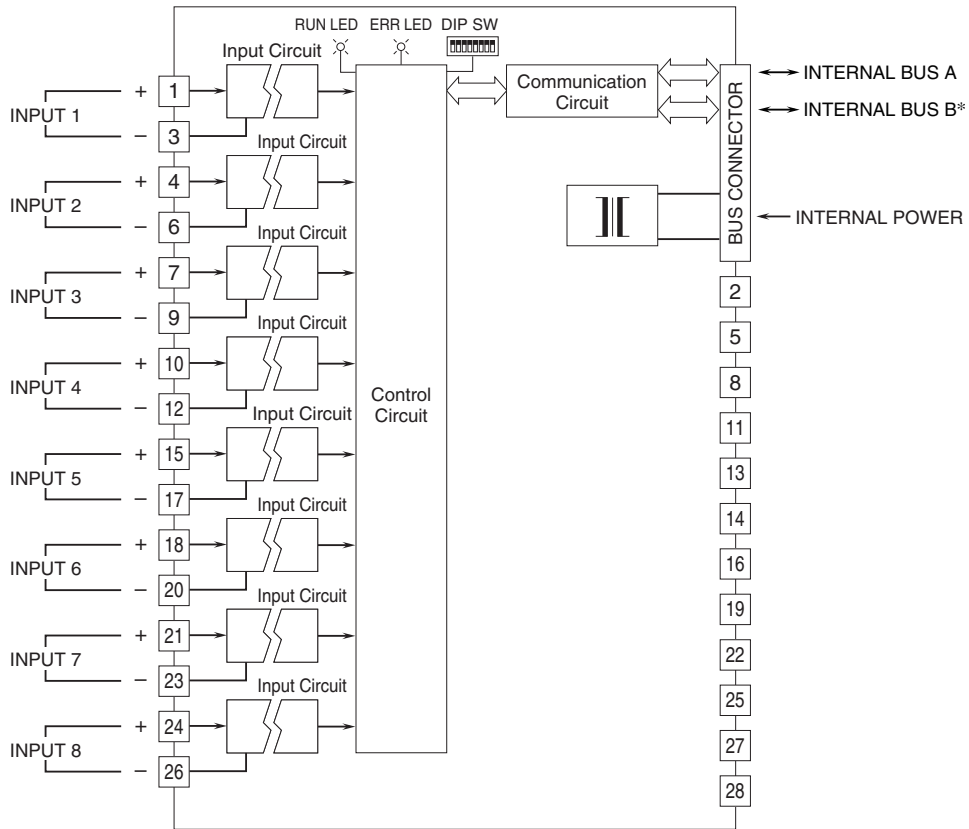 RUN LED ERR LED DIP SW
Input Circuit
INPUT 1
+ 1
− 3
Input Circuit
INPUT 2
+ 4
− 6
Input Circuit
INPUT 3
+ 7
− 9
Input Circuit
INPUT 4
+ 10
− 12
Input Circuit
INPUT 5
+ 15
− 17
Input Circuit
INPUT 6
+ 18
− 20
Input Circuit
INPUT 7
+ 21
− 23
Input Circuit
INPUT 8
+ 24
− 26
Control
Circuit
Communication
Circuit
BUS CONNECTOR
INTERNAL BUS A
INTERNAL BUS B*
INTERNAL POWER
2
5
8
11
13
14
16
19
22
25
27
28